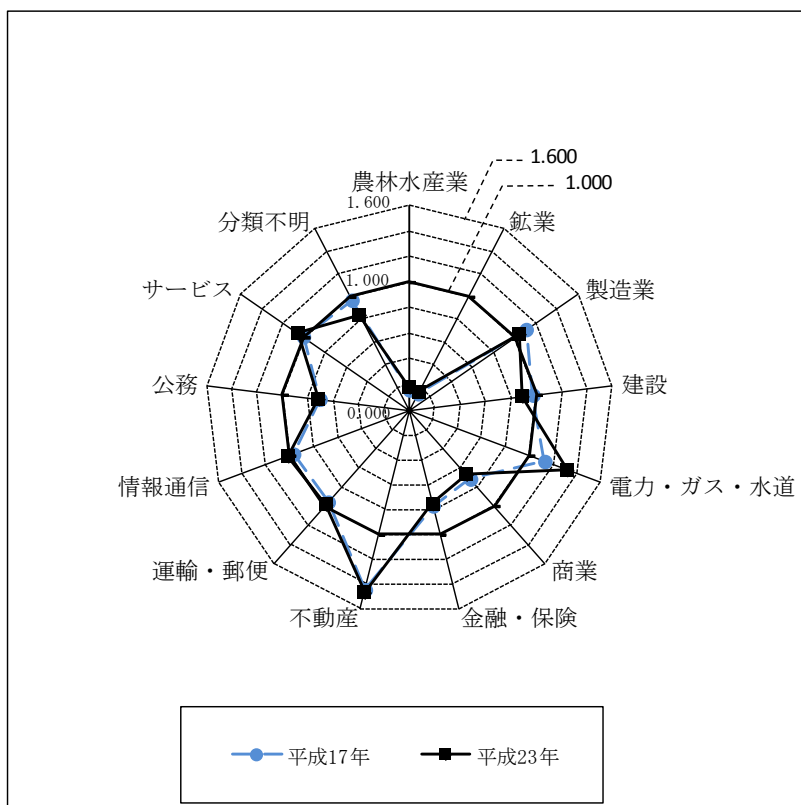 1.600
1.000
農林水産業
1.600
鉱業
分類不明
サービス
1.000
製造業
公務
建設
0.000
情報通信
電力・ガス・水道
運輸・郵便
商業
不動産
金融・保険
平成17年
平成23年